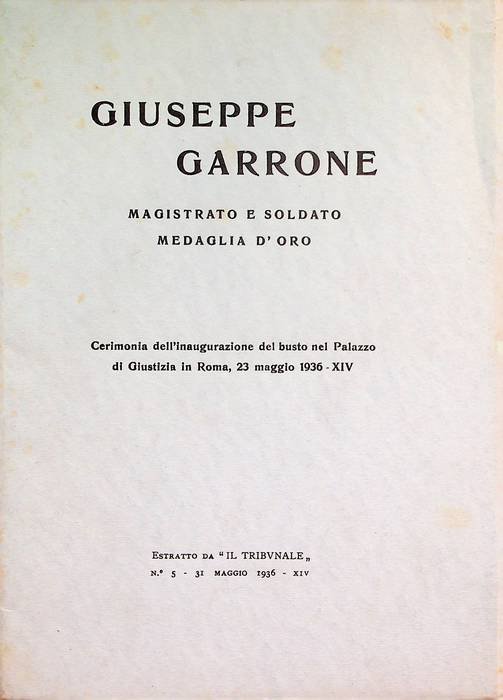 GIUSEPPE
GARRONE
MAGISTRATO E SOLDATO
MEDAGLIA D'ORO
Cerimonia dell'inaugurazione del busto nel Palazzo
di Giustizia in Roma, 23 maggio 1936 - XIV
ESTRATTO DA "IL TRIBVNALE„
N.° 5 - 31 MAGGIO 1936 - XIV